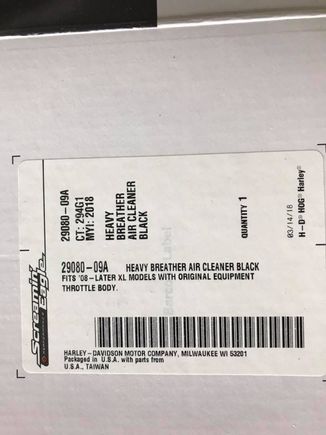 Screamin'
Eagle
29080-09A
CT: 294G1
MYI: 2018
HEAVY
BREATHER
AIR CLEANER
BLACK
QUANTITY 1
03/14/18
H-D® HOG® Harley®
29080-09A HEAVY BREATHER AIR CLEANER BLACK
FITS '08-LATER XL MODELS WITH ORIGINAL EQUIPMENT
THROTTLE BODY.
HARLEY-DAVIDSON MOTOR COMPANY, MILWAUKEE WI 53201
Packaged in U.S.A. with parts from
U.S.A., TAIWAN